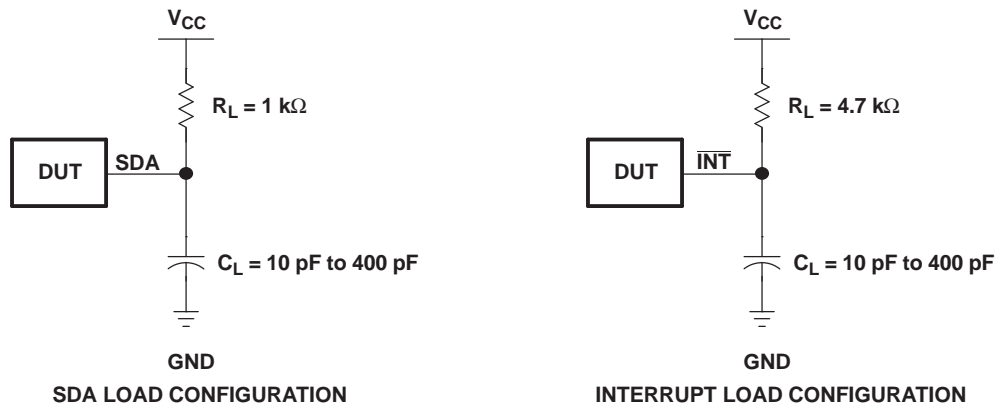 VCC
RL = 1 kΩ
DUT
SDA
CL = 10 pF to 400 pF
GND
SDA LOAD CONFIGURATION
VCC
RL = 4.7 kΩ
DUT
I̅N̅T̅
CL = 10 pF to 400 pF
GND
INTERRUPT LOAD CONFIGURATION